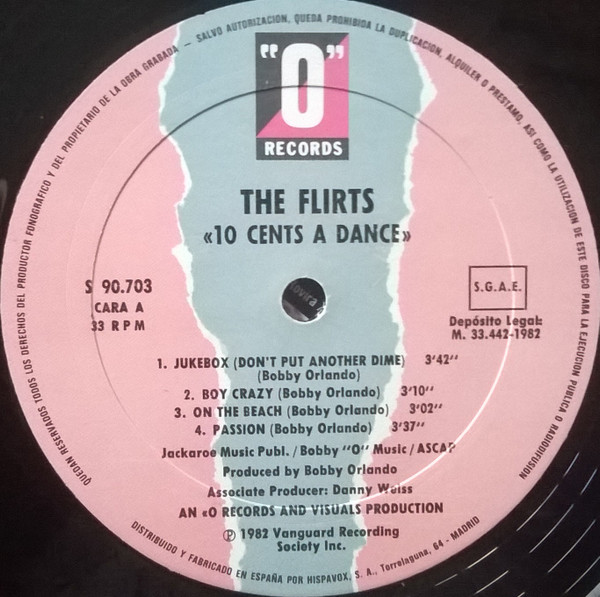 QUEDAN RESERVADOS TODOS LOS DERECHOS DEL PRODUCTOR FONOGRAFICO Y DEL PROPIETARIO DE LA OBRA GRABADA — SALVO AUTORIZACION, QUEDA PROHIBIDA LA DUPLICACION, ALQUILER O PRESTAMO, ASI COMO LA UTILIZACION DE ESTE DISCO PARA LA EJECUCION PUBLICA O RADIODIFUSION
"O"
RECORDS
THE FLIRTS
«10 CENTS A DANCE»
S 90.703
CARA A
33 RPM
S.G.A.E.
Depósito Legal:
M. 33.442-1982
1. JUKEBOX (DON'T PUT ANOTHER DIME) 3'42"
(Bobby Orlando)
2. BOY CRAZY (Bobby Orlando) 3'10"
3. ON THE BEACH (Bobby Orlando) 3'02"
4. PASSION (Bobby Orlando) 3'37"
Jackaroe Music Publ. / Bobby "O" Music / ASCAP
Produced by Bobby Orlando
Associate Producer: Danny Weiss
AN «O RECORDS AND VISUALS PRODUCTION
Ⓟ 1982 Vanguard Recording
Society Inc.
DISTRIBUIDO Y FABRICADO EN ESPAÑA POR HISPAVOX, S. A., Torrelaguna, 64 - MADRID